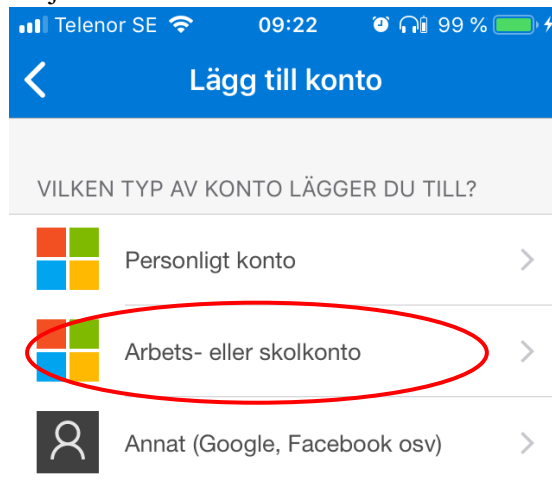 Telenor SE 09:22 99 %
Lägg till konto
VILKEN TYP AV KONTO LÄGGER DU TILL?
Personligt konto
Arbets- eller skolkonto
Annat (Google, Facebook osv)